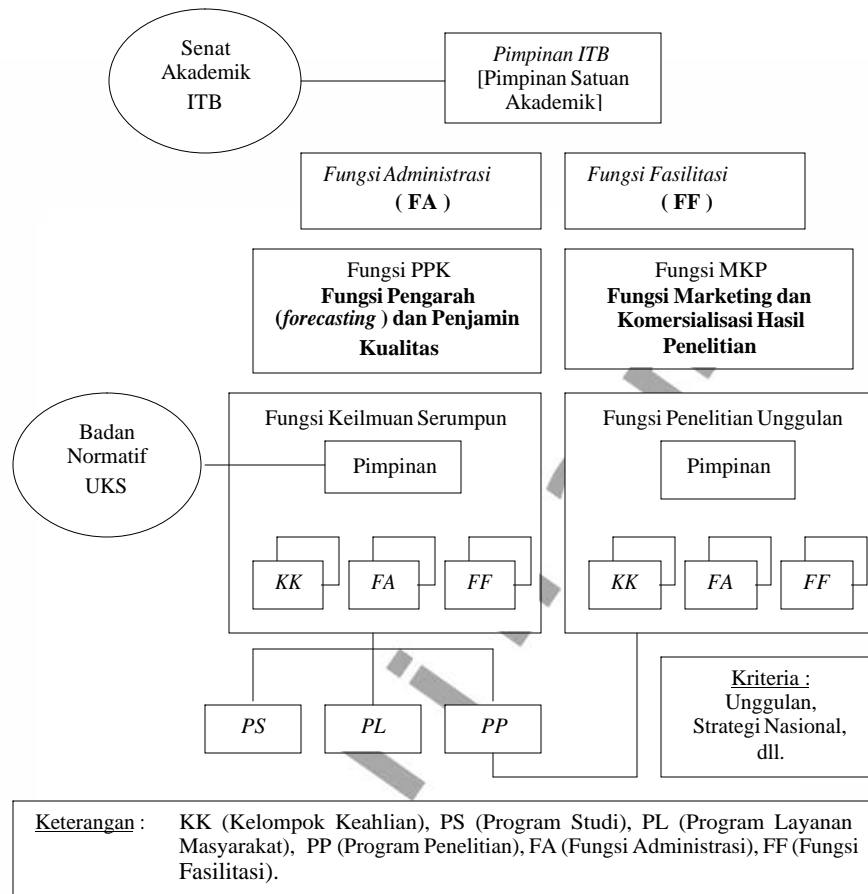 Senat
Akademik
ITB
Pimpinan ITB
[Pimpinan Satuan
Akademik]
Fungsi Administrasi
( FA )
Fungsi Fasilitasi
( FF )
Fungsi PPK
Fungsi Pengarah
(forecasting ) dan Penjamin
Kualitas
Fungsi MKP
Fungsi Marketing dan
Komersialisasi Hasil
Penelitian
Badan
Normatif
UKS
Fungsi Keilmuan Serumpun
Pimpinan
KK
FA
FF
Fungsi Penelitian Unggulan
Pimpinan
KK
FA
FF
PS
PL
PP
Kriteria :
Unggulan,
Strategi Nasional,
dll.
Keterangan : KK (Kelompok Keahlian), PS (Program Studi), PL (Program Layanan
Masyarakat), PP (Program Penelitian), FA (Fungsi Administrasi), FF (Fungsi
Fasilitasi).